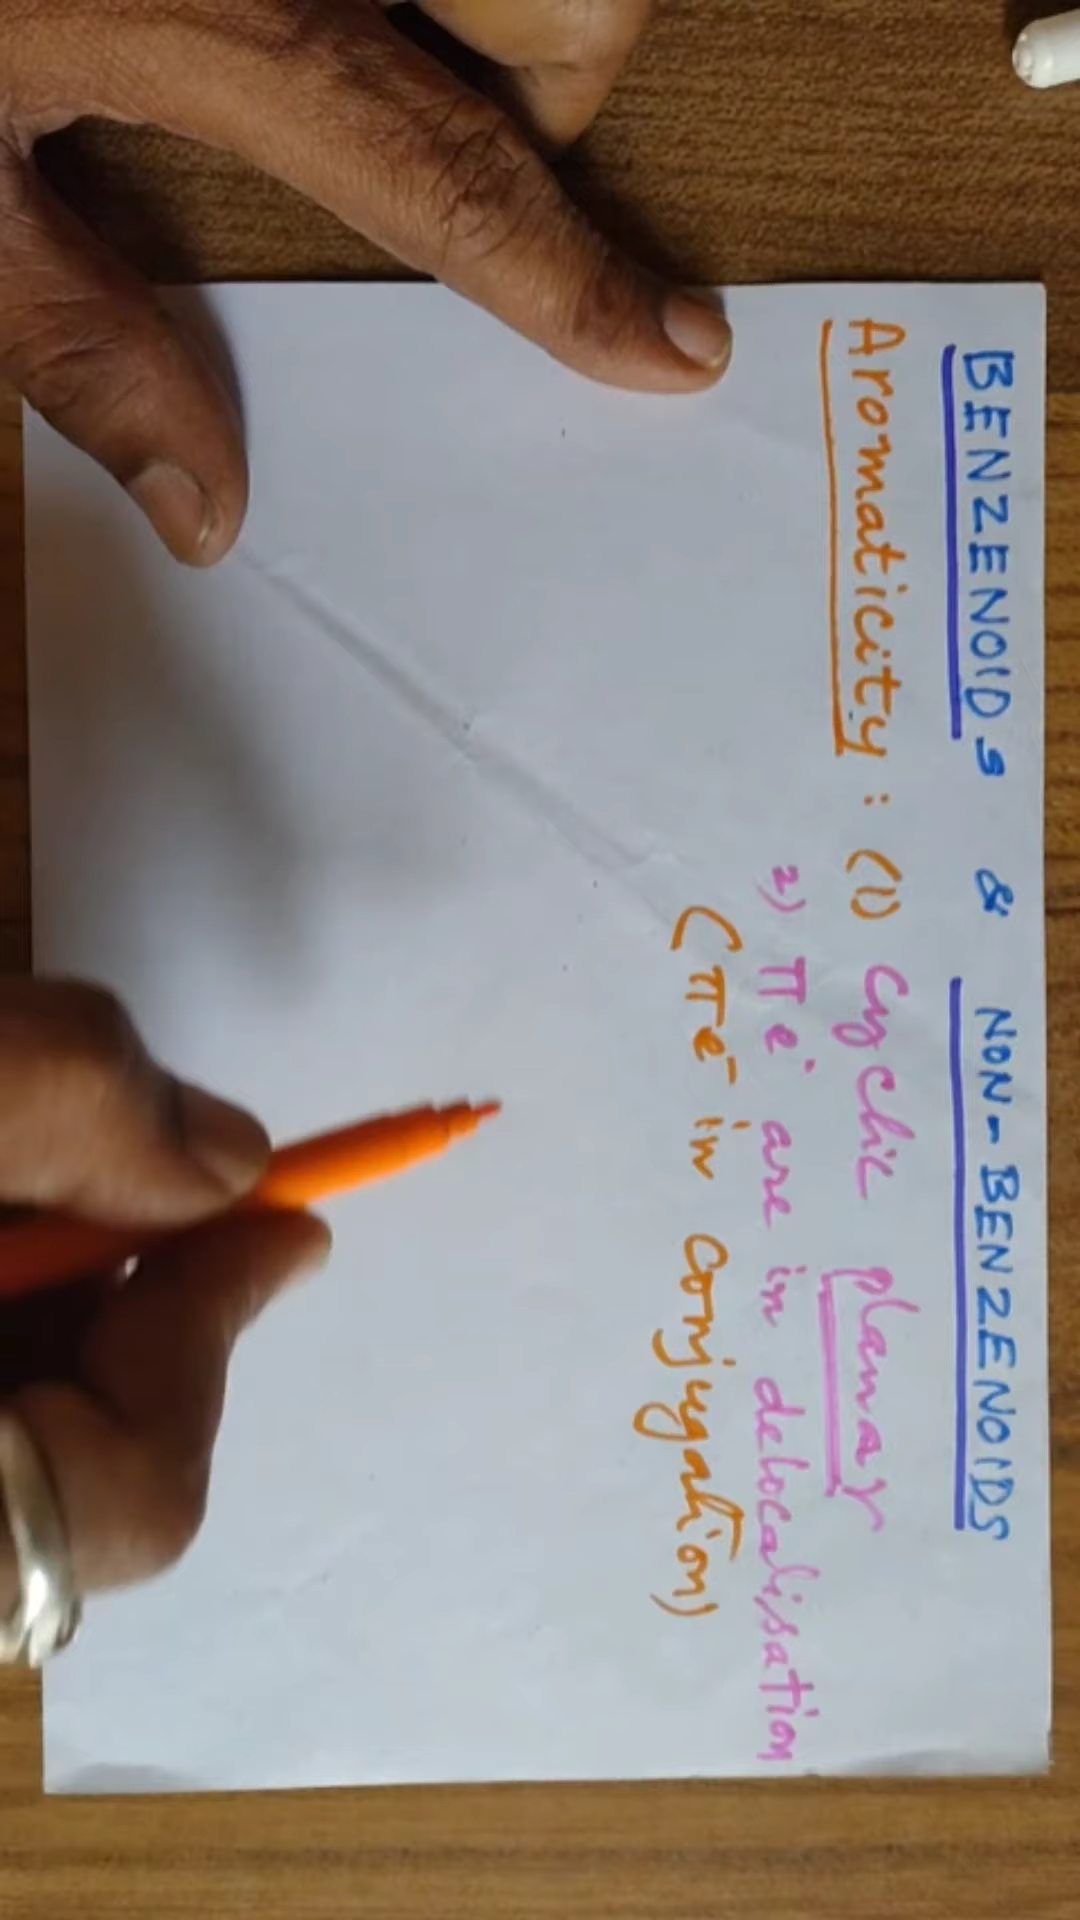 BENZENOIDs & NON-BENZENOIDS
Aromaticity : (1) Cyclic planar
2) πe⁻ are in delocalisation
(πe⁻ in conjugation)